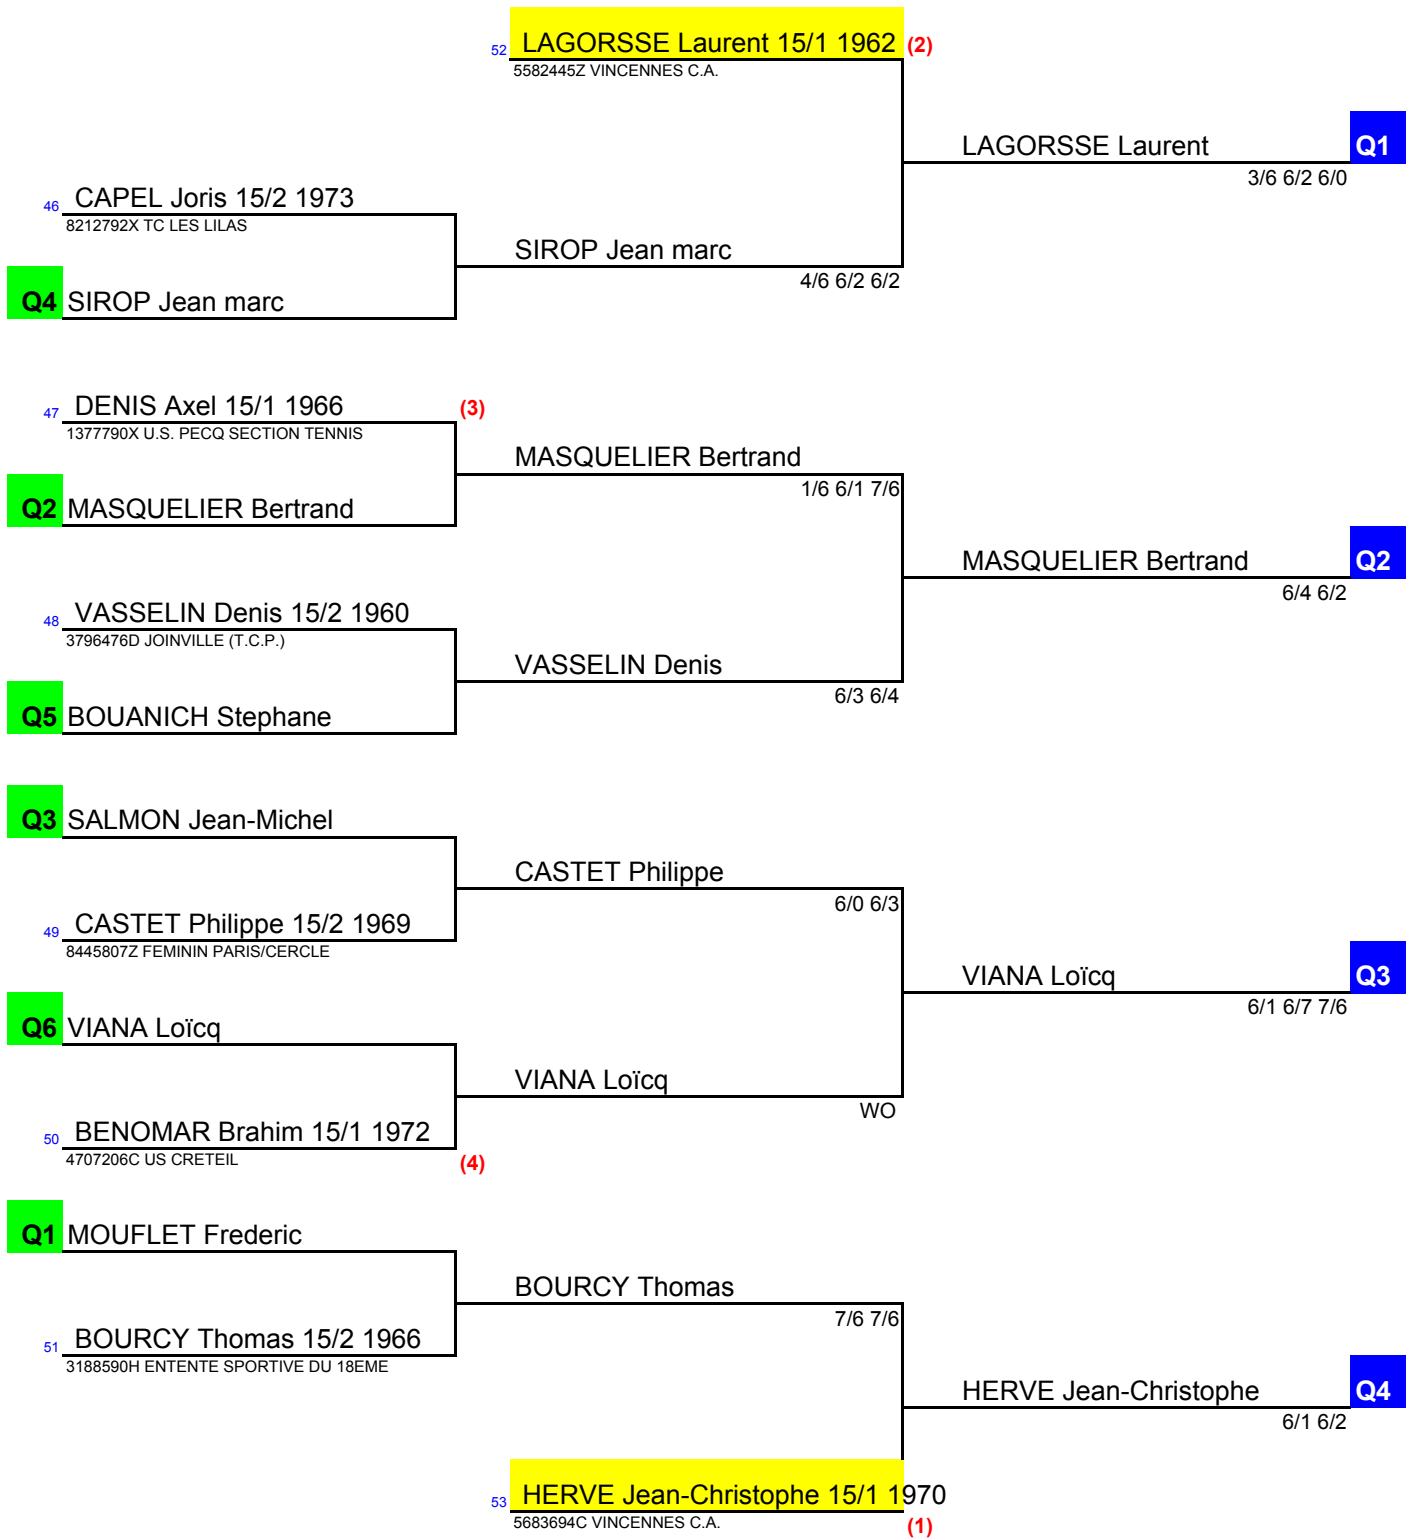 52 LAGORSSE Laurent 15/1 1962 (2)
5582445Z VINCENNES C.A.
LAGORSSE Laurent Q1
3/6 6/2 6/0
46 CAPEL Joris 15/2 1973
8212792X TC LES LILAS
SIROP Jean marc
4/6 6/2 6/2
Q4 SIROP Jean marc
47 DENIS Axel 15/1 1966 (3)
1377790X U.S. PECQ SECTION TENNIS
MASQUELIER Bertrand
1/6 6/1 7/6
Q2 MASQUELIER Bertrand
MASQUELIER Bertrand Q2
6/4 6/2
48 VASSELIN Denis 15/2 1960
3796476D JOINVILLE (T.C.P.)
VASSELIN Denis
6/3 6/4
Q5 BOUANICH Stephane
Q3 SALMON Jean-Michel
CASTET Philippe
6/0 6/3
49 CASTET Philippe 15/2 1969
8445807Z FEMININ PARIS/CERCLE
VIANA Loïcq Q3
6/1 6/7 7/6
Q6 VIANA Loïcq
VIANA Loïcq
WO
50 BENOMAR Brahim 15/1 1972
4707206C US CRETEIL (4)
Q1 MOUFLET Frederic
BOURCY Thomas
7/6 7/6
51 BOURCY Thomas 15/2 1966
3188590H ENTENTE SPORTIVE DU 18EME
HERVE Jean-Christophe Q4
6/1 6/2
53 HERVE Jean-Christophe 15/1 1970
5683694C VINCENNES C.A. (1)